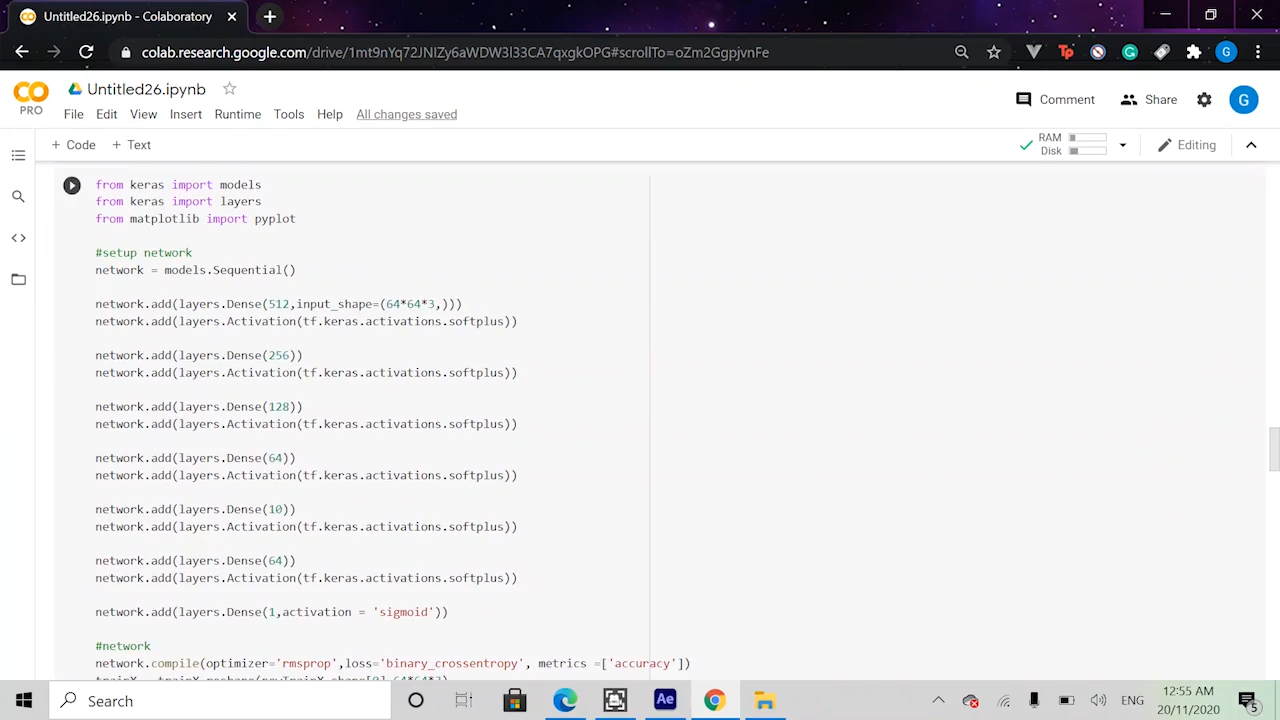 Untitled26.ipynb - Colaboratory
colab.research.google.com/drive/1mt9nYq72JNIZy6aWDW3l33CA7qxgkOPG#scrollTo=oZm2GgpjvnFe
Tp
G
CO
PRO
Untitled26.ipynb
File Edit View Insert Runtime Tools Help All changes saved
Comment Share G
+ Code + Text
RAM
Disk
Editing
from keras import models
from keras import layers
from matplotlib import pyplot
#setup network
network = models.Sequential()
network.add(layers.Dense(512,input_shape=(64*64*3,)))
network.add(layers.Activation(tf.keras.activations.softplus))
network.add(layers.Dense(256))
network.add(layers.Activation(tf.keras.activations.softplus))
network.add(layers.Dense(128))
network.add(layers.Activation(tf.keras.activations.softplus))
network.add(layers.Dense(64))
network.add(layers.Activation(tf.keras.activations.softplus))
network.add(layers.Dense(10))
network.add(layers.Activation(tf.keras.activations.softplus))
network.add(layers.Dense(64))
network.add(layers.Activation(tf.keras.activations.softplus))
network.add(layers.Dense(1,activation = 'sigmoid'))
#network
network.compile(optimizer='rmsprop',loss='binary_crossentropy', metrics =['accuracy'])
Search
Ae
ENG
12:55 AM
20/11/2020
5